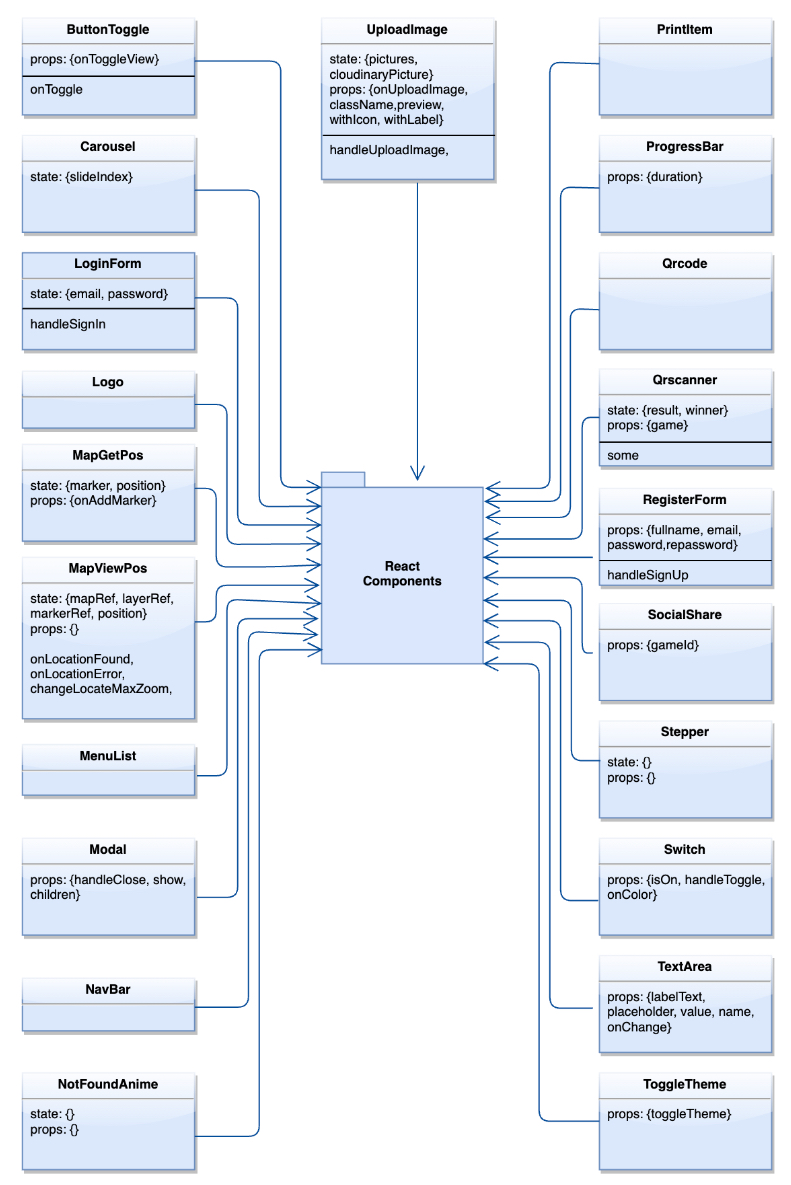 ButtonToggle
props: {onToggleView}
onToggle
Carousel
state: {slideIndex}
LoginForm
state: {email, password}
handleSignIn
Logo
MapGetPos
state: {marker, position}
props: {onAddMarker}
MapViewPos
state: {mapRef, layerRef,
markerRef, position}
props: {}
onLocationFound,
onLocationError,
changeLocateMaxZoom,
MenuList
Modal
props: {handleClose, show,
children}
NavBar
NotFoundAnime
state: {}
props: {}
UploadImage
state: {pictures,
cloudinaryPicture}
props: {onUploadImage,
className,preview,
withIcon, withLabel}
handleUploadImage,
React
Components
PrintItem
ProgressBar
props: {duration}
Qrcode
Qrscanner
state: {result, winner}
props: {game}
some
RegisterForm
props: {fullname, email,
password,repassword}
handleSignUp
SocialShare
props: {gameId}
Stepper
state: {}
props: {}
Switch
props: {isOn, handleToggle,
onColor}
TextArea
props: {labelText,
placeholder, value, name,
onChange}
ToggleTheme
props: {toggleTheme}